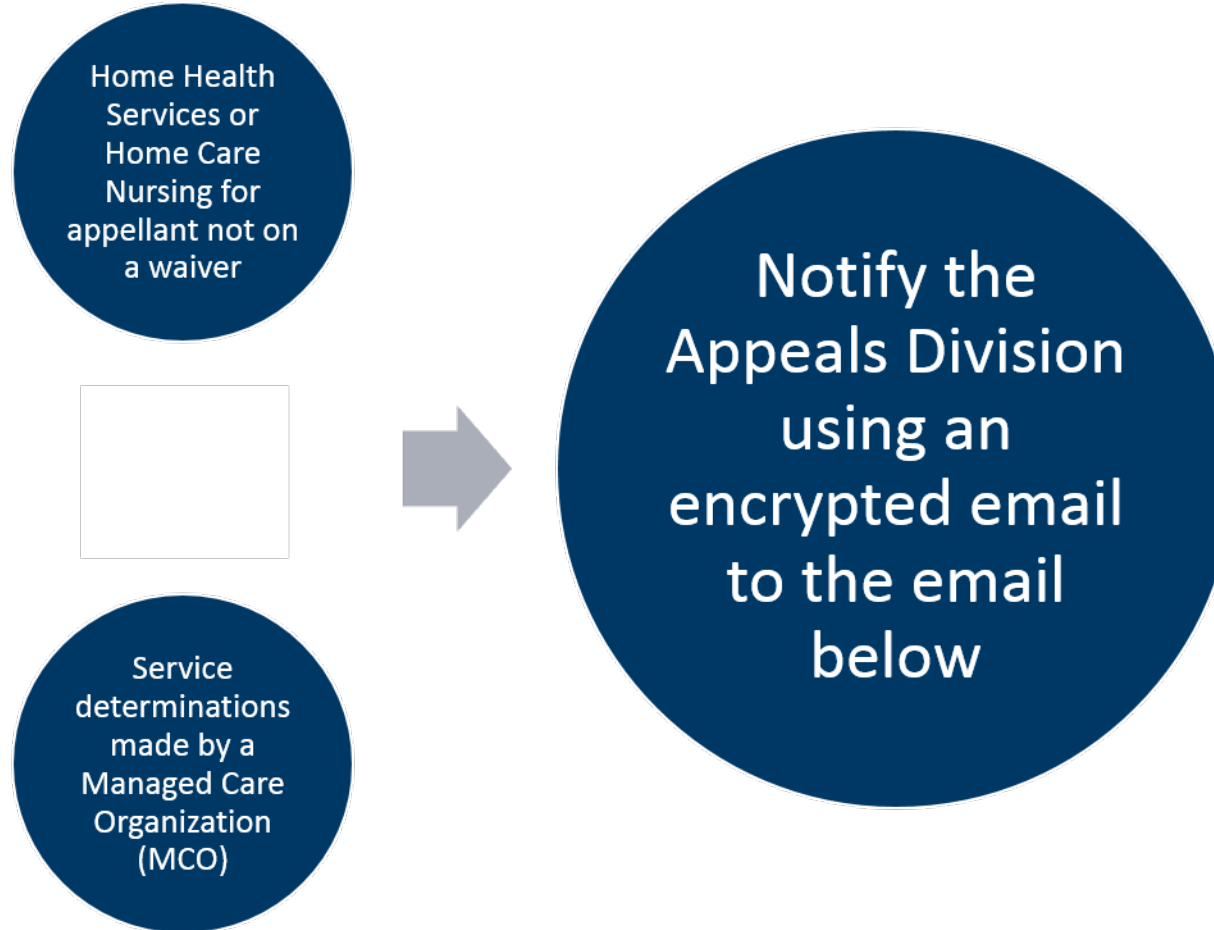 Home Health
Services or
Home Care
Nursing for
appellant not on
a waiver
Service
determinations
made by a
Managed Care
Organization
(MCO)
Notify the
Appeals Division
using an
encrypted email
to the email
below